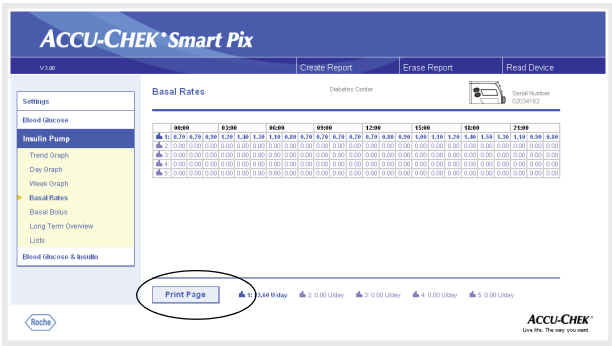 ACCU-CHEK® Smart Pix
V3.00
Create Report
Erase Report
Read Device
Basal Rates
Diabetes Center
Serial Number
02034162
Settings
Blood Glucose
Insulin Pump
Trend Graph
Day Graph
Week Graph
Basal Rates
Basal Bolus
Long Term Overview
Lists
Blood Glucose & Insulin
00:00 03:00 06:00 09:00 12:00 15:00 18:00 21:00
1: 0.70 0.70 0.90 1.20 1.40 1.30 1.10 0.80 0.80 0.70 0.70 0.70 0.70 0.70 0.80 0.90 1.00 1.10 1.20 1.40 1.50 1.30 1.10 0.90 0.80
2: 0.00 0.00 0.00 0.00 0.00 0.00 0.00 0.00 0.00 0.00 0.00 0.00 0.00 0.00 0.00 0.00 0.00 0.00 0.00 0.00 0.00 0.00 0.00 0.00
3: 0.00 0.00 0.00 0.00 0.00 0.00 0.00 0.00 0.00 0.00 0.00 0.00 0.00 0.00 0.00 0.00 0.00 0.00 0.00 0.00 0.00 0.00 0.00 0.00
4: 0.00 0.00 0.00 0.00 0.00 0.00 0.00 0.00 0.00 0.00 0.00 0.00 0.00 0.00 0.00 0.00 0.00 0.00 0.00 0.00 0.00 0.00 0.00 0.00
5: 0.00 0.00 0.00 0.00 0.00 0.00 0.00 0.00 0.00 0.00 0.00 0.00 0.00 0.00 0.00 0.00 0.00 0.00 0.00 0.00 0.00 0.00 0.00 0.00
Print Page
1: 23.60 U/day
2: 0.00 U/day
3: 0.00 U/day
4: 0.00 U/day
5: 0.00 U/day
Roche
ACCU-CHEK®
Live life. The way you want.